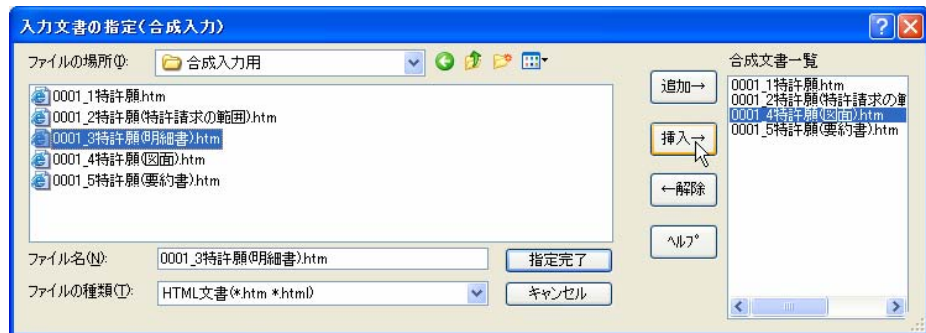 入力文書の指定(合成入力)
ファイルの場所(I):
合成入力用
0001_1特許願.htm
0001_2特許願(特許請求の範囲).htm
0001_3特許願(明細書).htm
0001_4特許願(図面).htm
0001_5特許願(要約書).htm
ファイル名(N):
0001_3特許願(明細書).htm
ファイルの種類(T):
HTML文書(*.htm *.html)
指定完了
キャンセル
追加→
挿入→
←解除
ヘルプ
合成文書一覧
0001_1特許願.htm
0001_2特許願(特許請求の範
0001_4特許願(図面).htm
0001_5特許願(要約書).htm